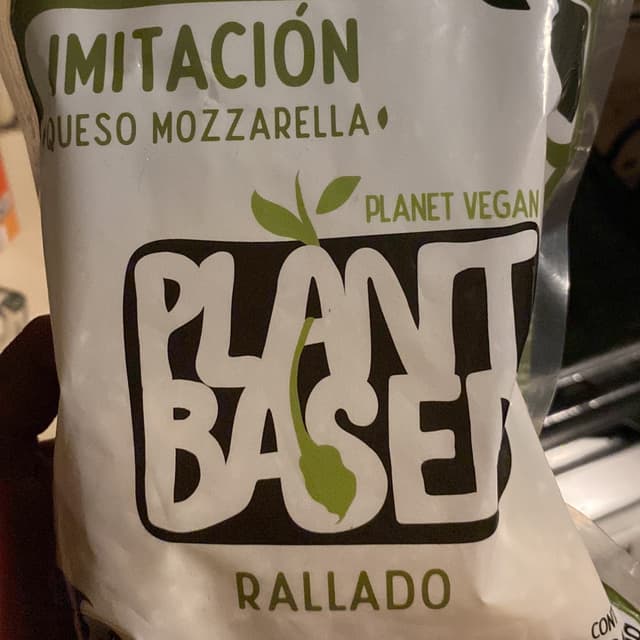 IMITACIÓN
QUESO MOZZARELLA
PLANET VEGAN
PLANT
BASED
RALLADO